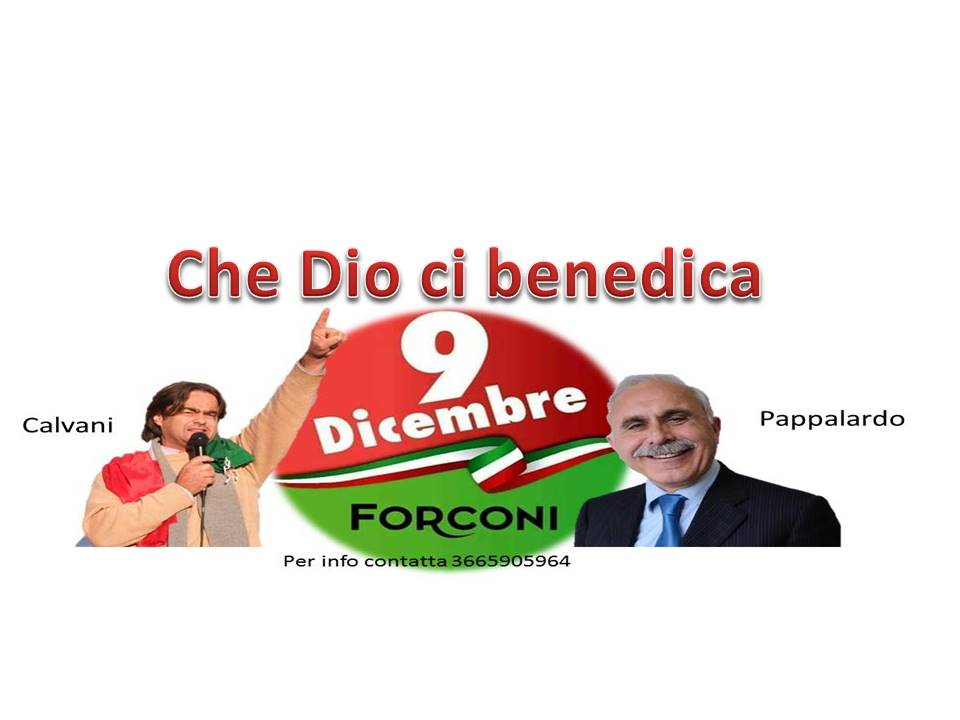 Che Dio ci benedica
9
Dicembre
Calvani
Pappalardo
FORCONI
Per info contatta 3665905964